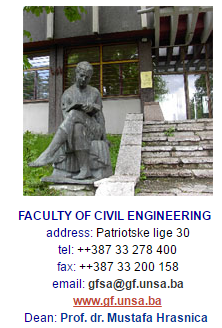 FACULTY OF CIVIL ENGINEERING
address: Patriotske lige 30
tel: ++387 33 278 400
fax: ++387 33 200 158
email: gfsa@gf.unsa.ba
www.gf.unsa.ba
Dean: Prof. dr. Mustafa Hrasnica